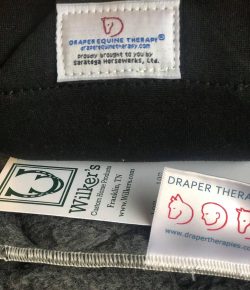 DRAPER EQUINE THERAPY®
draperequinetherapy.com
proudly brought to you by
Saratoga Horseworks, Ltd.
Wilker's
Custom Horse Products
Franklin, TN
www.Wilkers.com
DRAPER THERAP
www.drapertherapies.com